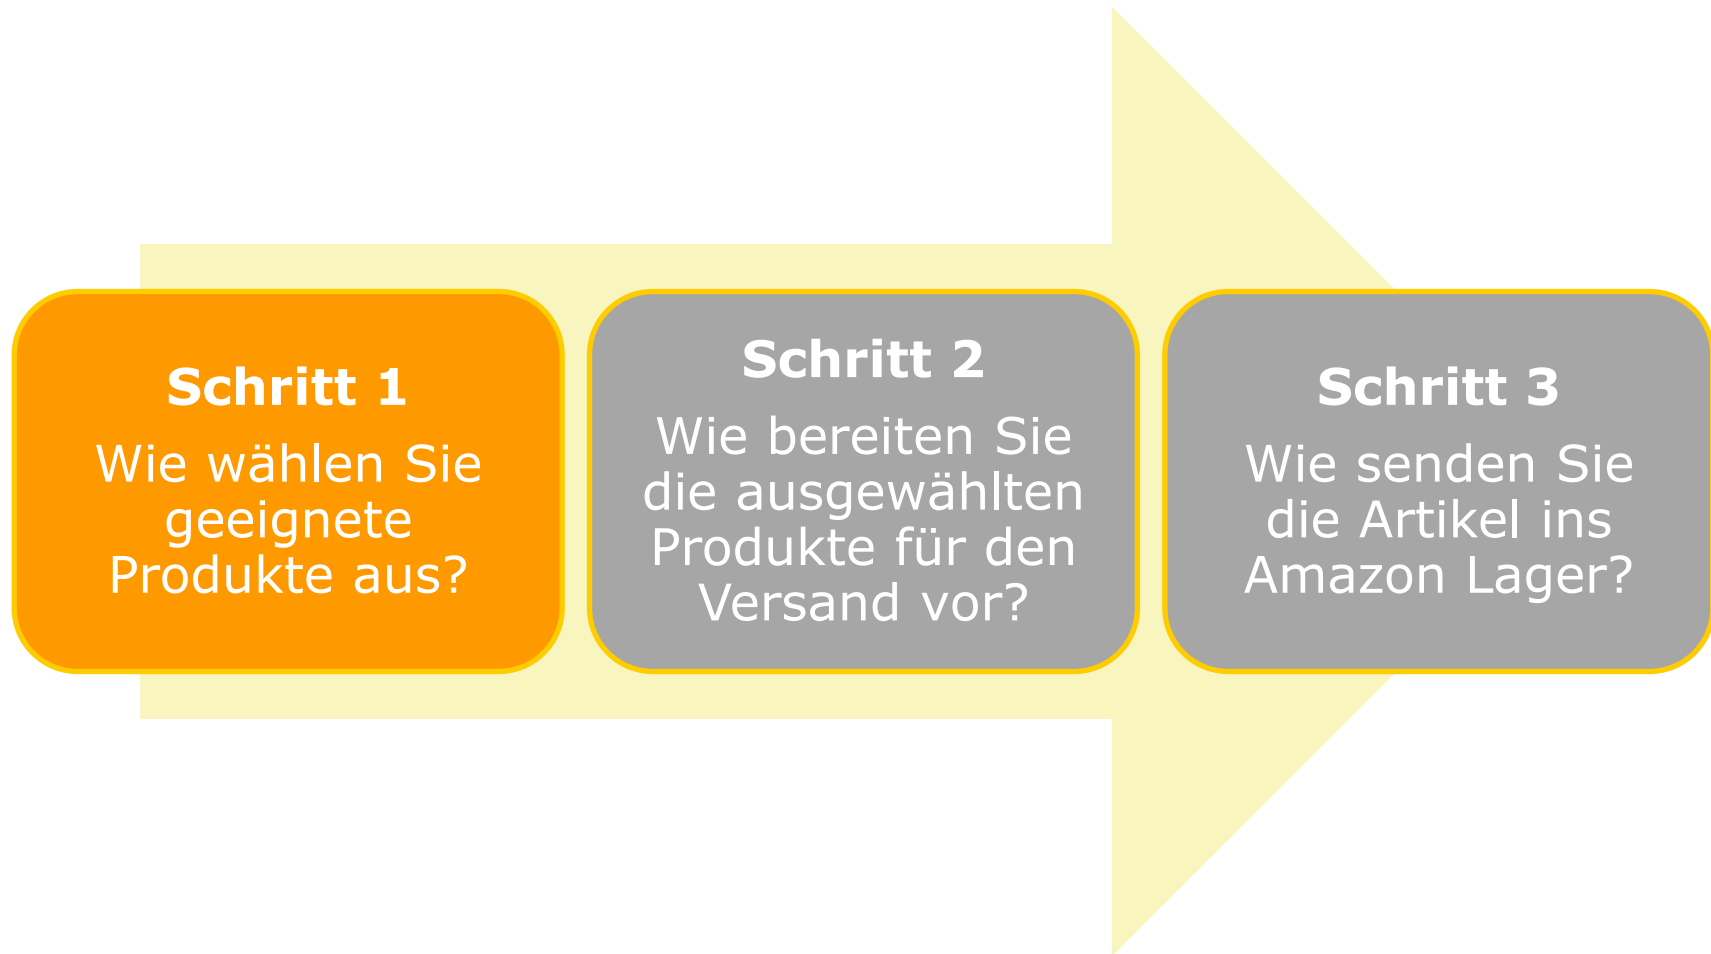 Schritt 1
Wie wählen Sie
geeignete
Produkte aus?
Schritt 2
Wie bereiten Sie
die ausgewählten
Produkte für den
Versand vor?
Schritt 3
Wie senden Sie
die Artikel ins
Amazon Lager?